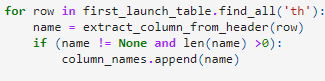 for row in first_launch_table.find_all('th'):
    name = extract_column_from_header(row)
    if (name != None and len(name) >0):
        column_names.append(name)